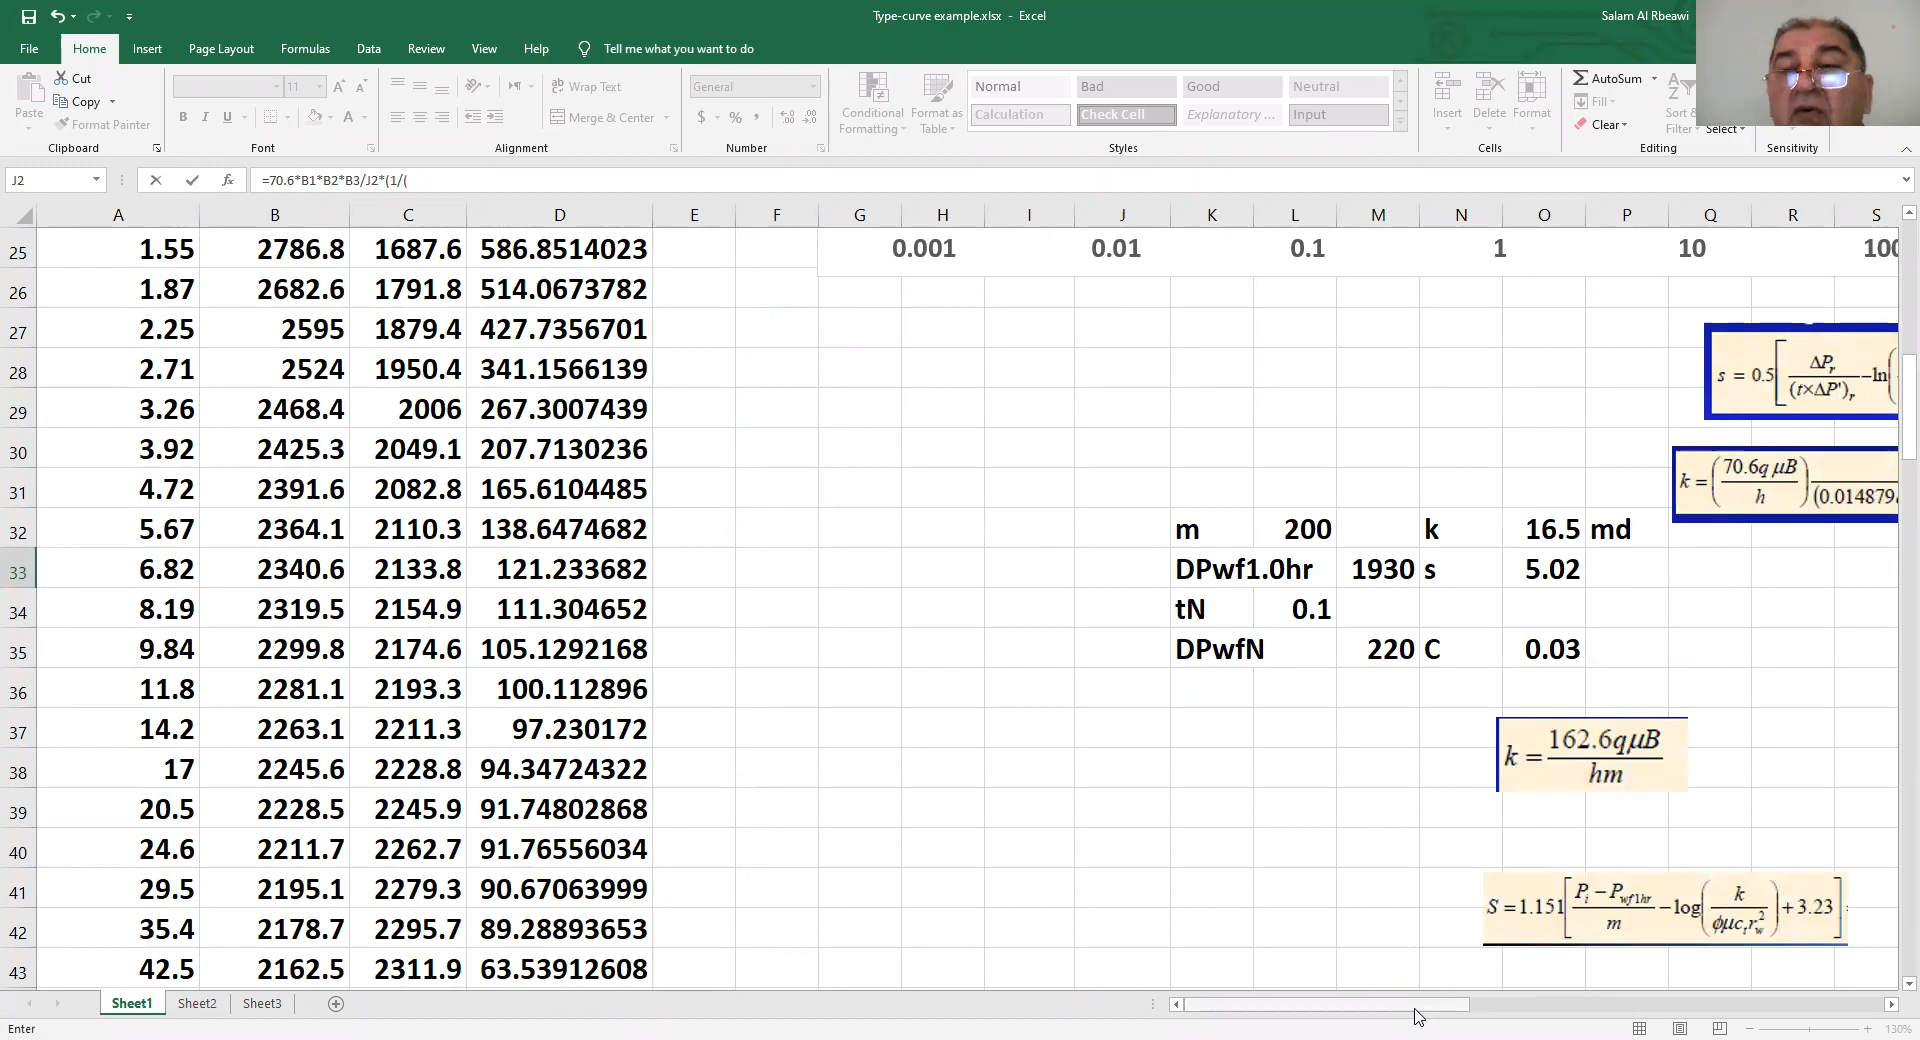 Type-curve example.xlsx - Excel
Salam Al Rbeawi
File Home Insert Page Layout Formulas Data Review View Help Tell me what you want to do
Paste
Cut
Copy
Format Painter
Clipboard
11
B I U
Font
Wrap Text
Merge & Center
Alignment
General
$ % ,
Number
Conditional Formatting
Format as Table
Normal Bad Good Neutral
Calculation Check Cell Explanatory ... Input
Styles
Insert Delete Format
Cells
AutoSum
Fill
Clear
Sort &
Filter
Select
Editing
Sensitivity
J2 fx =70.6*B1*B2*B3/J2*(1/(
A B C D E F G H I J K L M N O P Q R S
25 1.55 2786.8 1687.6 586.8514023 0.001 0.01 0.1 1 10 100
26 1.87 2682.6 1791.8 514.0673782
27 2.25 2595 1879.4 427.7356701
28 2.71 2524 1950.4 341.1566139
s = 0.5[ΔPr/(t×ΔP')r − ln(
29 3.26 2468.4 2006 267.3007439
30 3.92 2425.3 2049.1 207.7130236
31 4.72 2391.6 2082.8 165.6104485
k = (70.6q μB/h) /(0.014879
32 5.67 2364.1 2110.3 138.6474682 m 200 k 16.5 md
33 6.82 2340.6 2133.8 121.233682 DPwf1.0hr 1930 s 5.02
34 8.19 2319.5 2154.9 111.304652 tN 0.1
35 9.84 2299.8 2174.6 105.1292168 DPwfN 220 C 0.03
36 11.8 2281.1 2193.3 100.112896
37 14.2 2263.1 2211.3 97.230172
k = 162.6qμB/hm
38 17 2245.6 2228.8 94.34724322
39 20.5 2228.5 2245.9 91.74802868
40 24.6 2211.7 2262.7 91.76556034
41 29.5 2195.1 2279.3 90.67063999
S = 1.151[(Pi − Pwf1hr)/m − log(k/(φμctrw²)) + 3.23]
42 35.4 2178.7 2295.7 89.28893653
43 42.5 2162.5 2311.9 63.53912608
Sheet1 Sheet2 Sheet3
Enter
130%